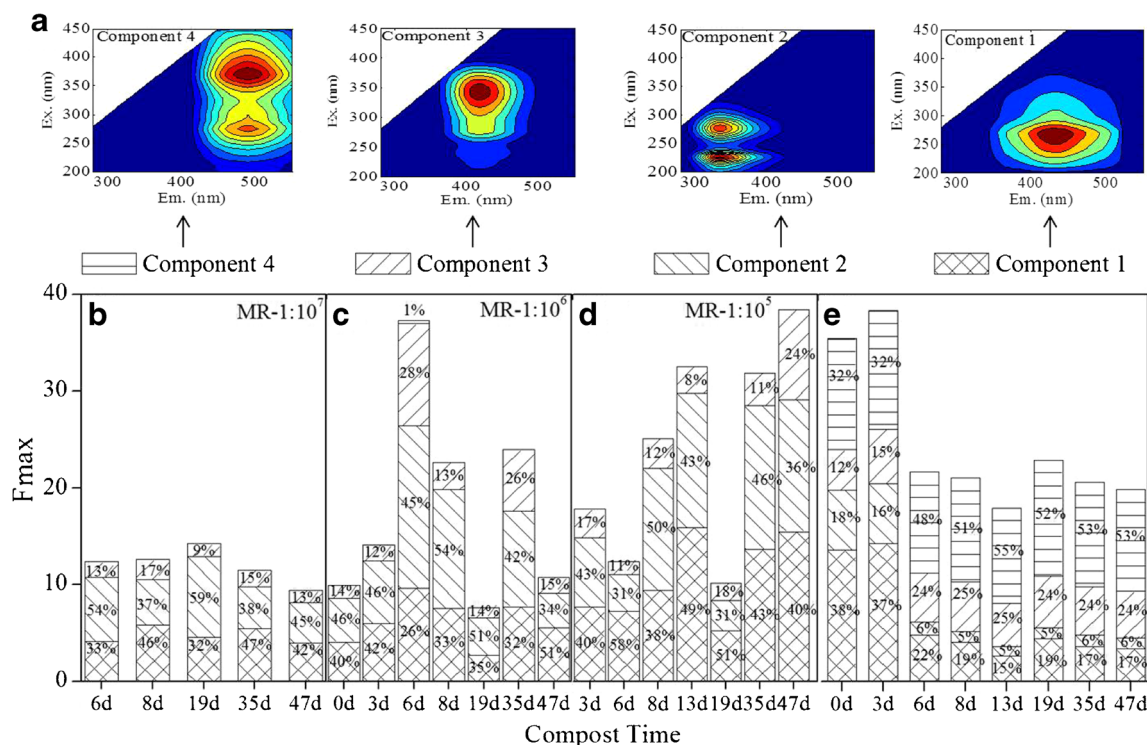 a
Component 4
Component 3
Component 2
Component 1
450
400
350
300
250
200
Ex. (nm)
300 400 500
Em. (nm)
450
400
350
300
250
200
Ex. (nm)
300 400 500
Em. (nm)
450
400
350
300
250
200
Ex. (nm)
300 400 500
Em. (nm)
450
400
350
300
250
200
Ex. (nm)
300 400 500
Em. (nm)
Component 4 Component 3 Component 2 Component 1
40
30
20
10
0
Fmax
b MR-1:10⁷
13% 17% 9% 15% 13%
54% 37% 59% 38% 45%
33% 46% 32% 47% 42%
6d 8d 19d 35d 47d
c MR-1:10⁶
1%
14% 12% 28% 13% 14% 26% 15%
46% 46% 45% 54% 51% 42% 34%
40% 42% 26% 33% 35% 32% 51%
0d 3d 6d 8d 19d 35d 47d
d MR-1:10⁵
17% 11% 12% 8% 18% 11% 24%
43% 31% 50% 43% 31% 46% 36%
40% 58% 38% 49% 51% 43% 40%
3d 6d 8d 13d 19d 35d 47d
e
32% 32% 48% 51% 55% 52% 53% 53%
12% 15% 24% 25% 25% 24% 24% 24%
18% 16% 6% 5% 5% 5% 6% 6%
38% 37% 22% 19% 15% 19% 17% 17%
0d 3d 6d 8d 13d 19d 35d 47d
Compost Time